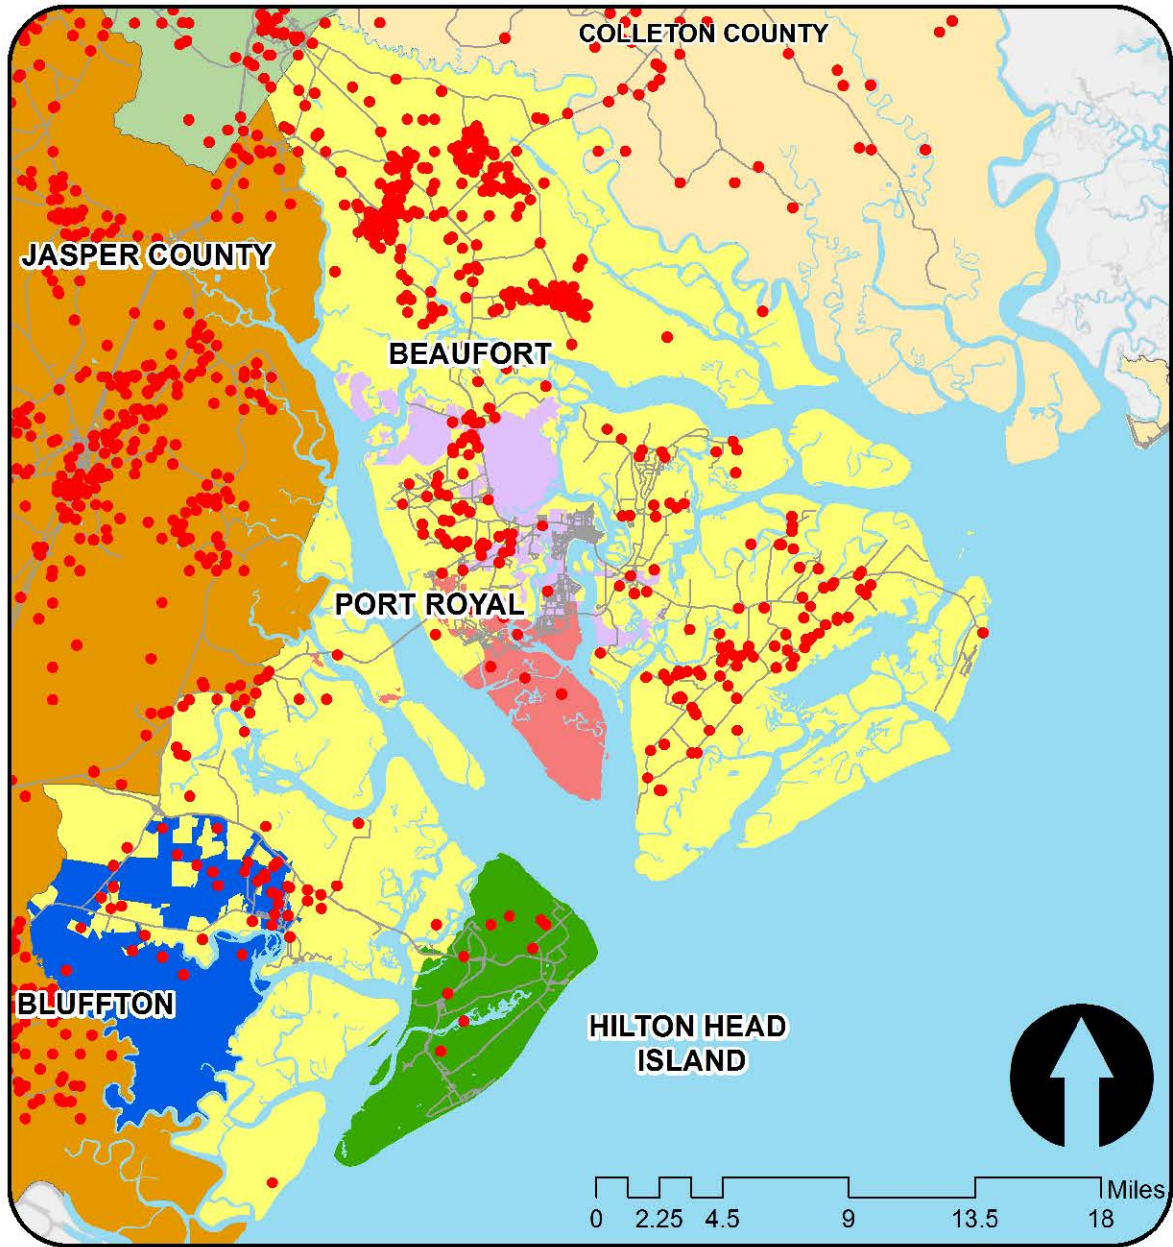 COLLETON COUNTY
JASPER COUNTY
BEAUFORT
PORT ROYAL
BLUFFTON
HILTON HEAD
ISLAND
Miles
0 2.25 4.5 9 13.5 18